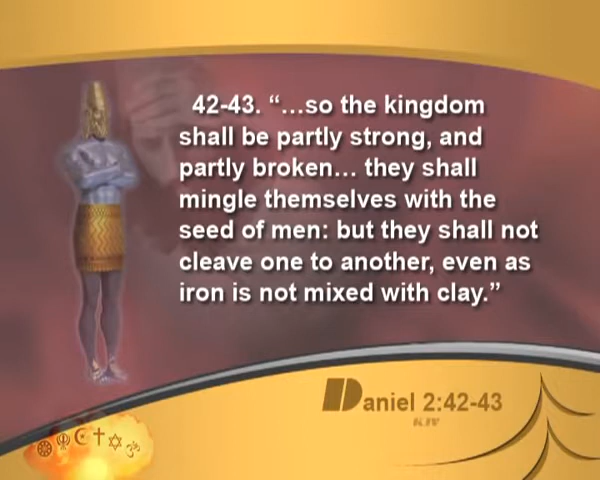 42-43. “…so the kingdom
shall be partly strong, and
partly broken… they shall
mingle themselves with the
seed of men: but they shall not
cleave one to another, even as
iron is not mixed with clay.”
Daniel 2:42-43
KJV